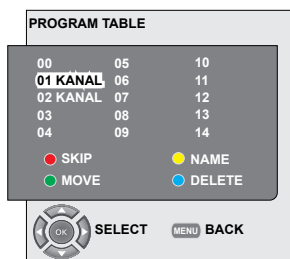 PROGRAM TABLE
00 05 10
01 KANAL 06 11
02 KANAL 07 12
03 08 13
04 09 14
SKIP NAME
MOVE DELETE
OK SELECT MENU BACK